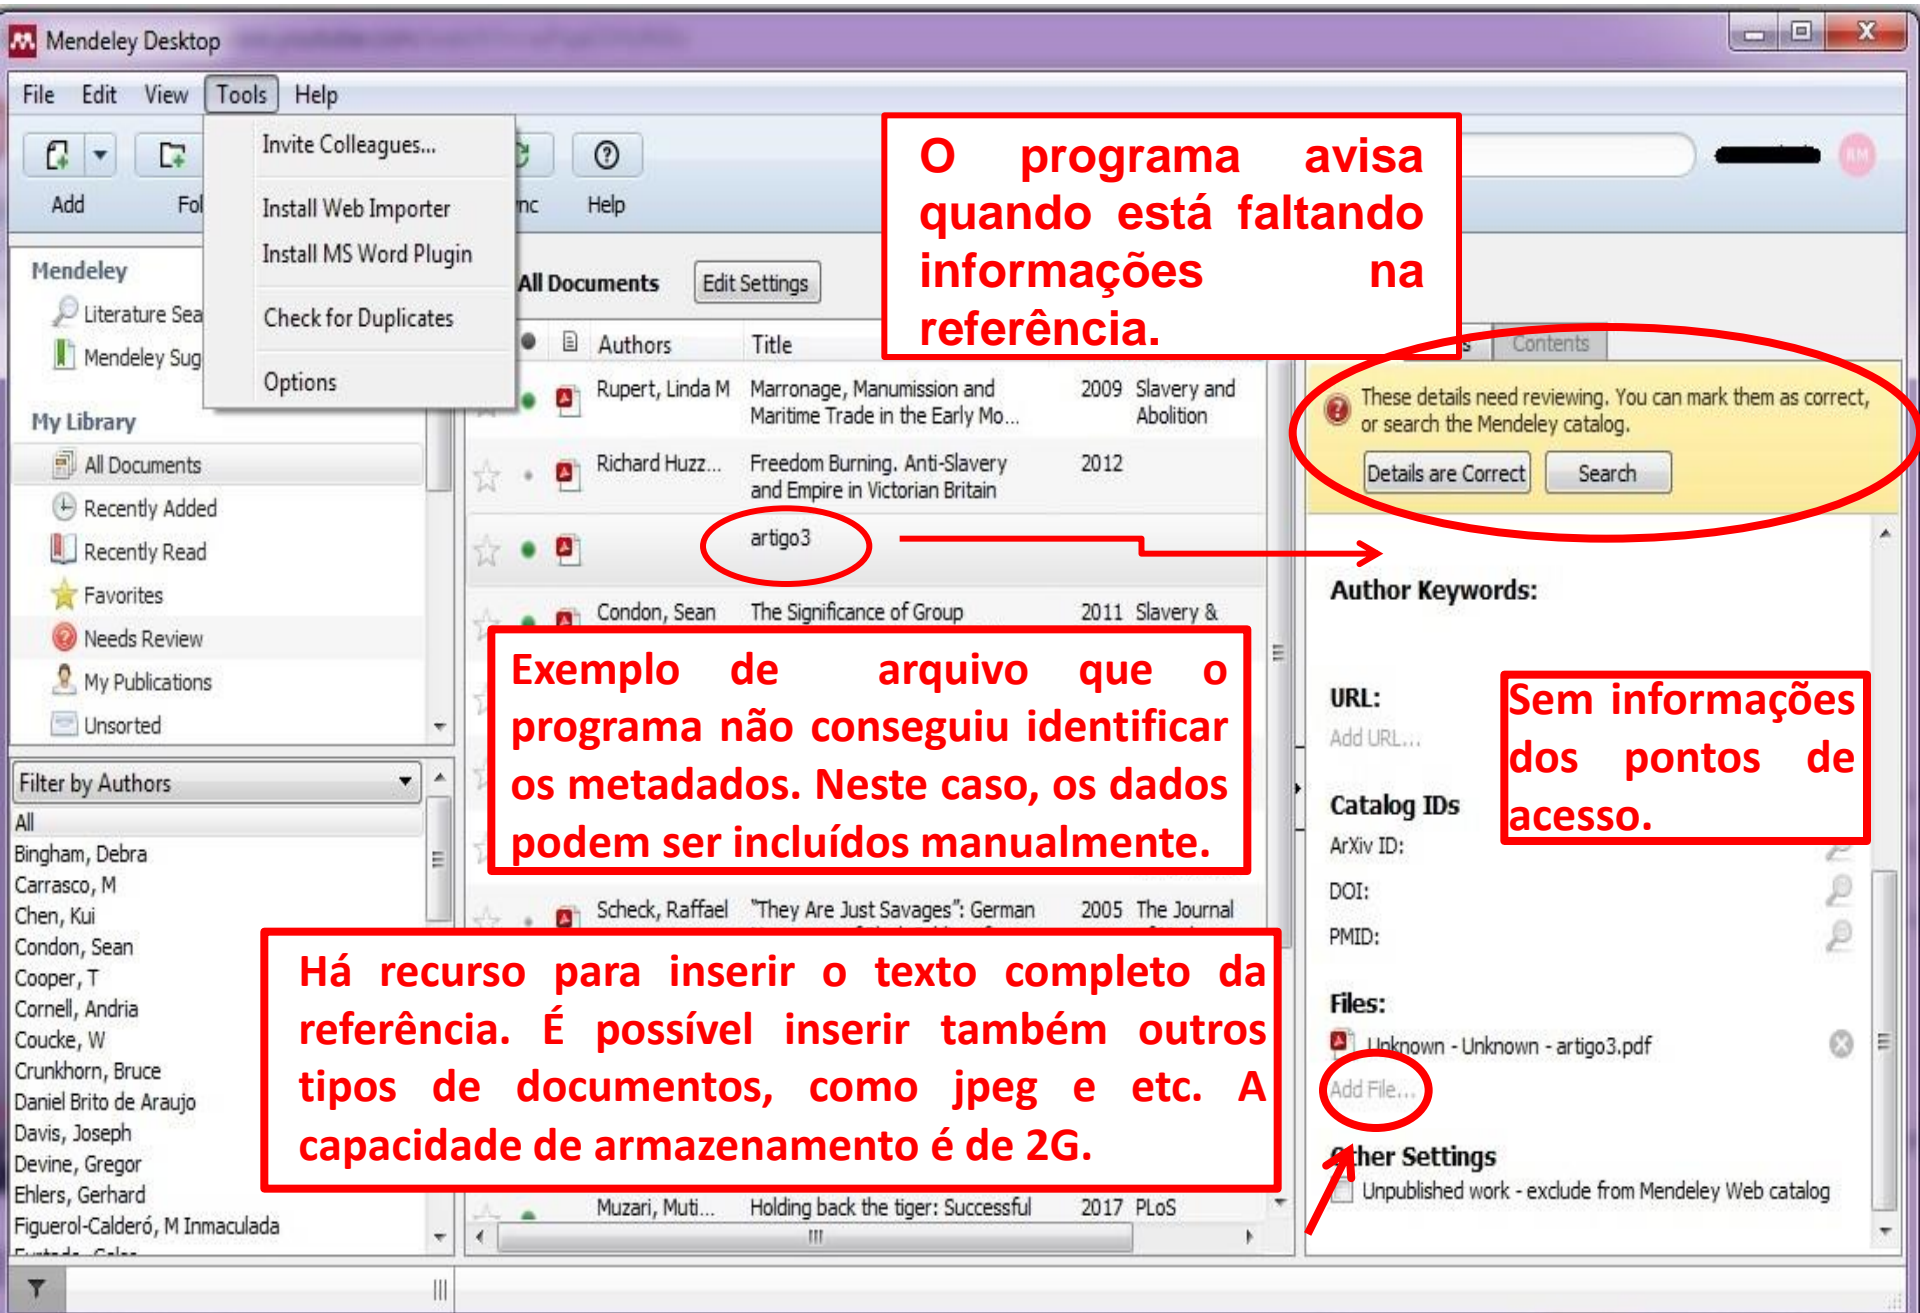 Mendeley Desktop
File Edit View Tools Help
Invite Colleagues...
Install Web Importer
Install MS Word Plugin
Check for Duplicates
Options
Add
Help
RM
O programa avisa
quando está faltando
informações na
referência.
Mendeley
Literature Sea
Mendeley Sug
My Library
All Documents
Recently Added
Recently Read
Favorites
Needs Review
My Publications
Unsorted
Filter by Authors
All
Bingham, Debra
Carrasco, M
Chen, Kui
Condon, Sean
Cooper, T
Cornell, Andria
Coucke, W
Crunkhorn, Bruce
Daniel Brito de Araujo
Davis, Joseph
Devine, Gregor
Ehlers, Gerhard
Figuerol-Calderó, M Inmaculada
All Documents Edit Settings
Authors Title
Rupert, Linda M Marronage, Manumission and 2009 Slavery and
Maritime Trade in the Early Mo... Abolition
Richard Huzz... Freedom Burning. Anti-Slavery 2012
and Empire in Victorian Britain
artigo3
Condon, Sean The Significance of Group 2011 Slavery &
Exemplo de arquivo que o
programa não conseguiu identificar
os metadados. Neste caso, os dados
podem ser incluídos manualmente.
Scheck, Raffael "They Are Just Savages": German 2005 The Journal
Há recurso para inserir o texto completo da
referência. É possível inserir também outros
tipos de documentos, como jpeg e etc. A
capacidade de armazenamento é de 2G.
Muzari, Muti... Holding back the tiger: Successful 2017 PLoS
Contents
These details need reviewing. You can mark them as correct,
or search the Mendeley catalog.
Details are Correct Search
Author Keywords:
URL:
Add URL...
Sem informações
dos pontos de
acesso.
Catalog IDs
ArXiv ID:
DOI:
PMID:
Files:
Unknown - Unknown - artigo3.pdf
Add File...
Other Settings
Unpublished work - exclude from Mendeley Web catalog